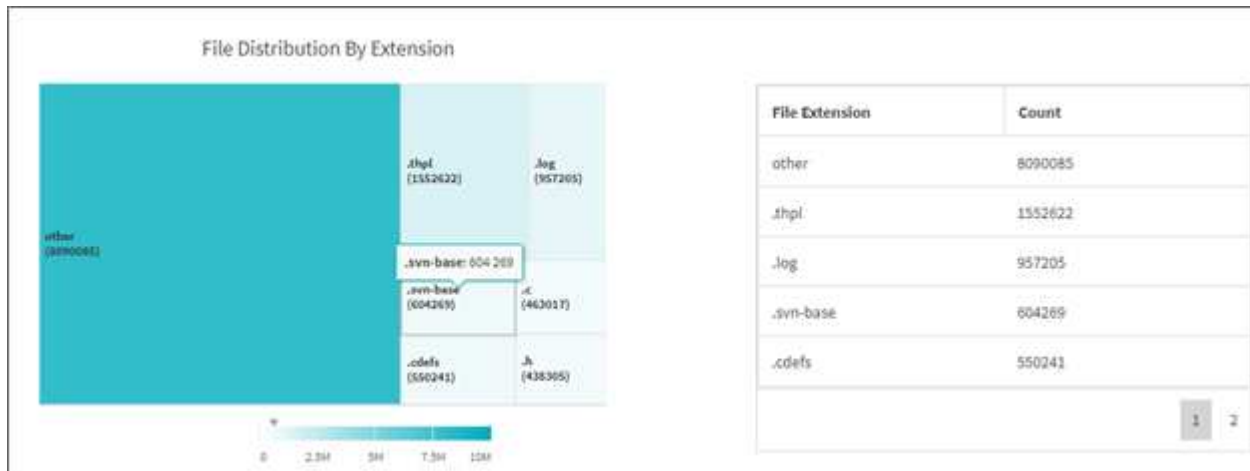 File Distribution By Extension
other
(8090085)
.thpl
(1552622)
.log
(957205)
.svn-base: 604 269
.svn-base
(604269)
.c
(463017)
.cdefs
(550241)
.h
(438305)
0 2.5M 5M 7.5M 10M
File Extension Count
other 8090085
.thpl 1552622
.log 957205
.svn-base 604269
.cdefs 550241
1 2